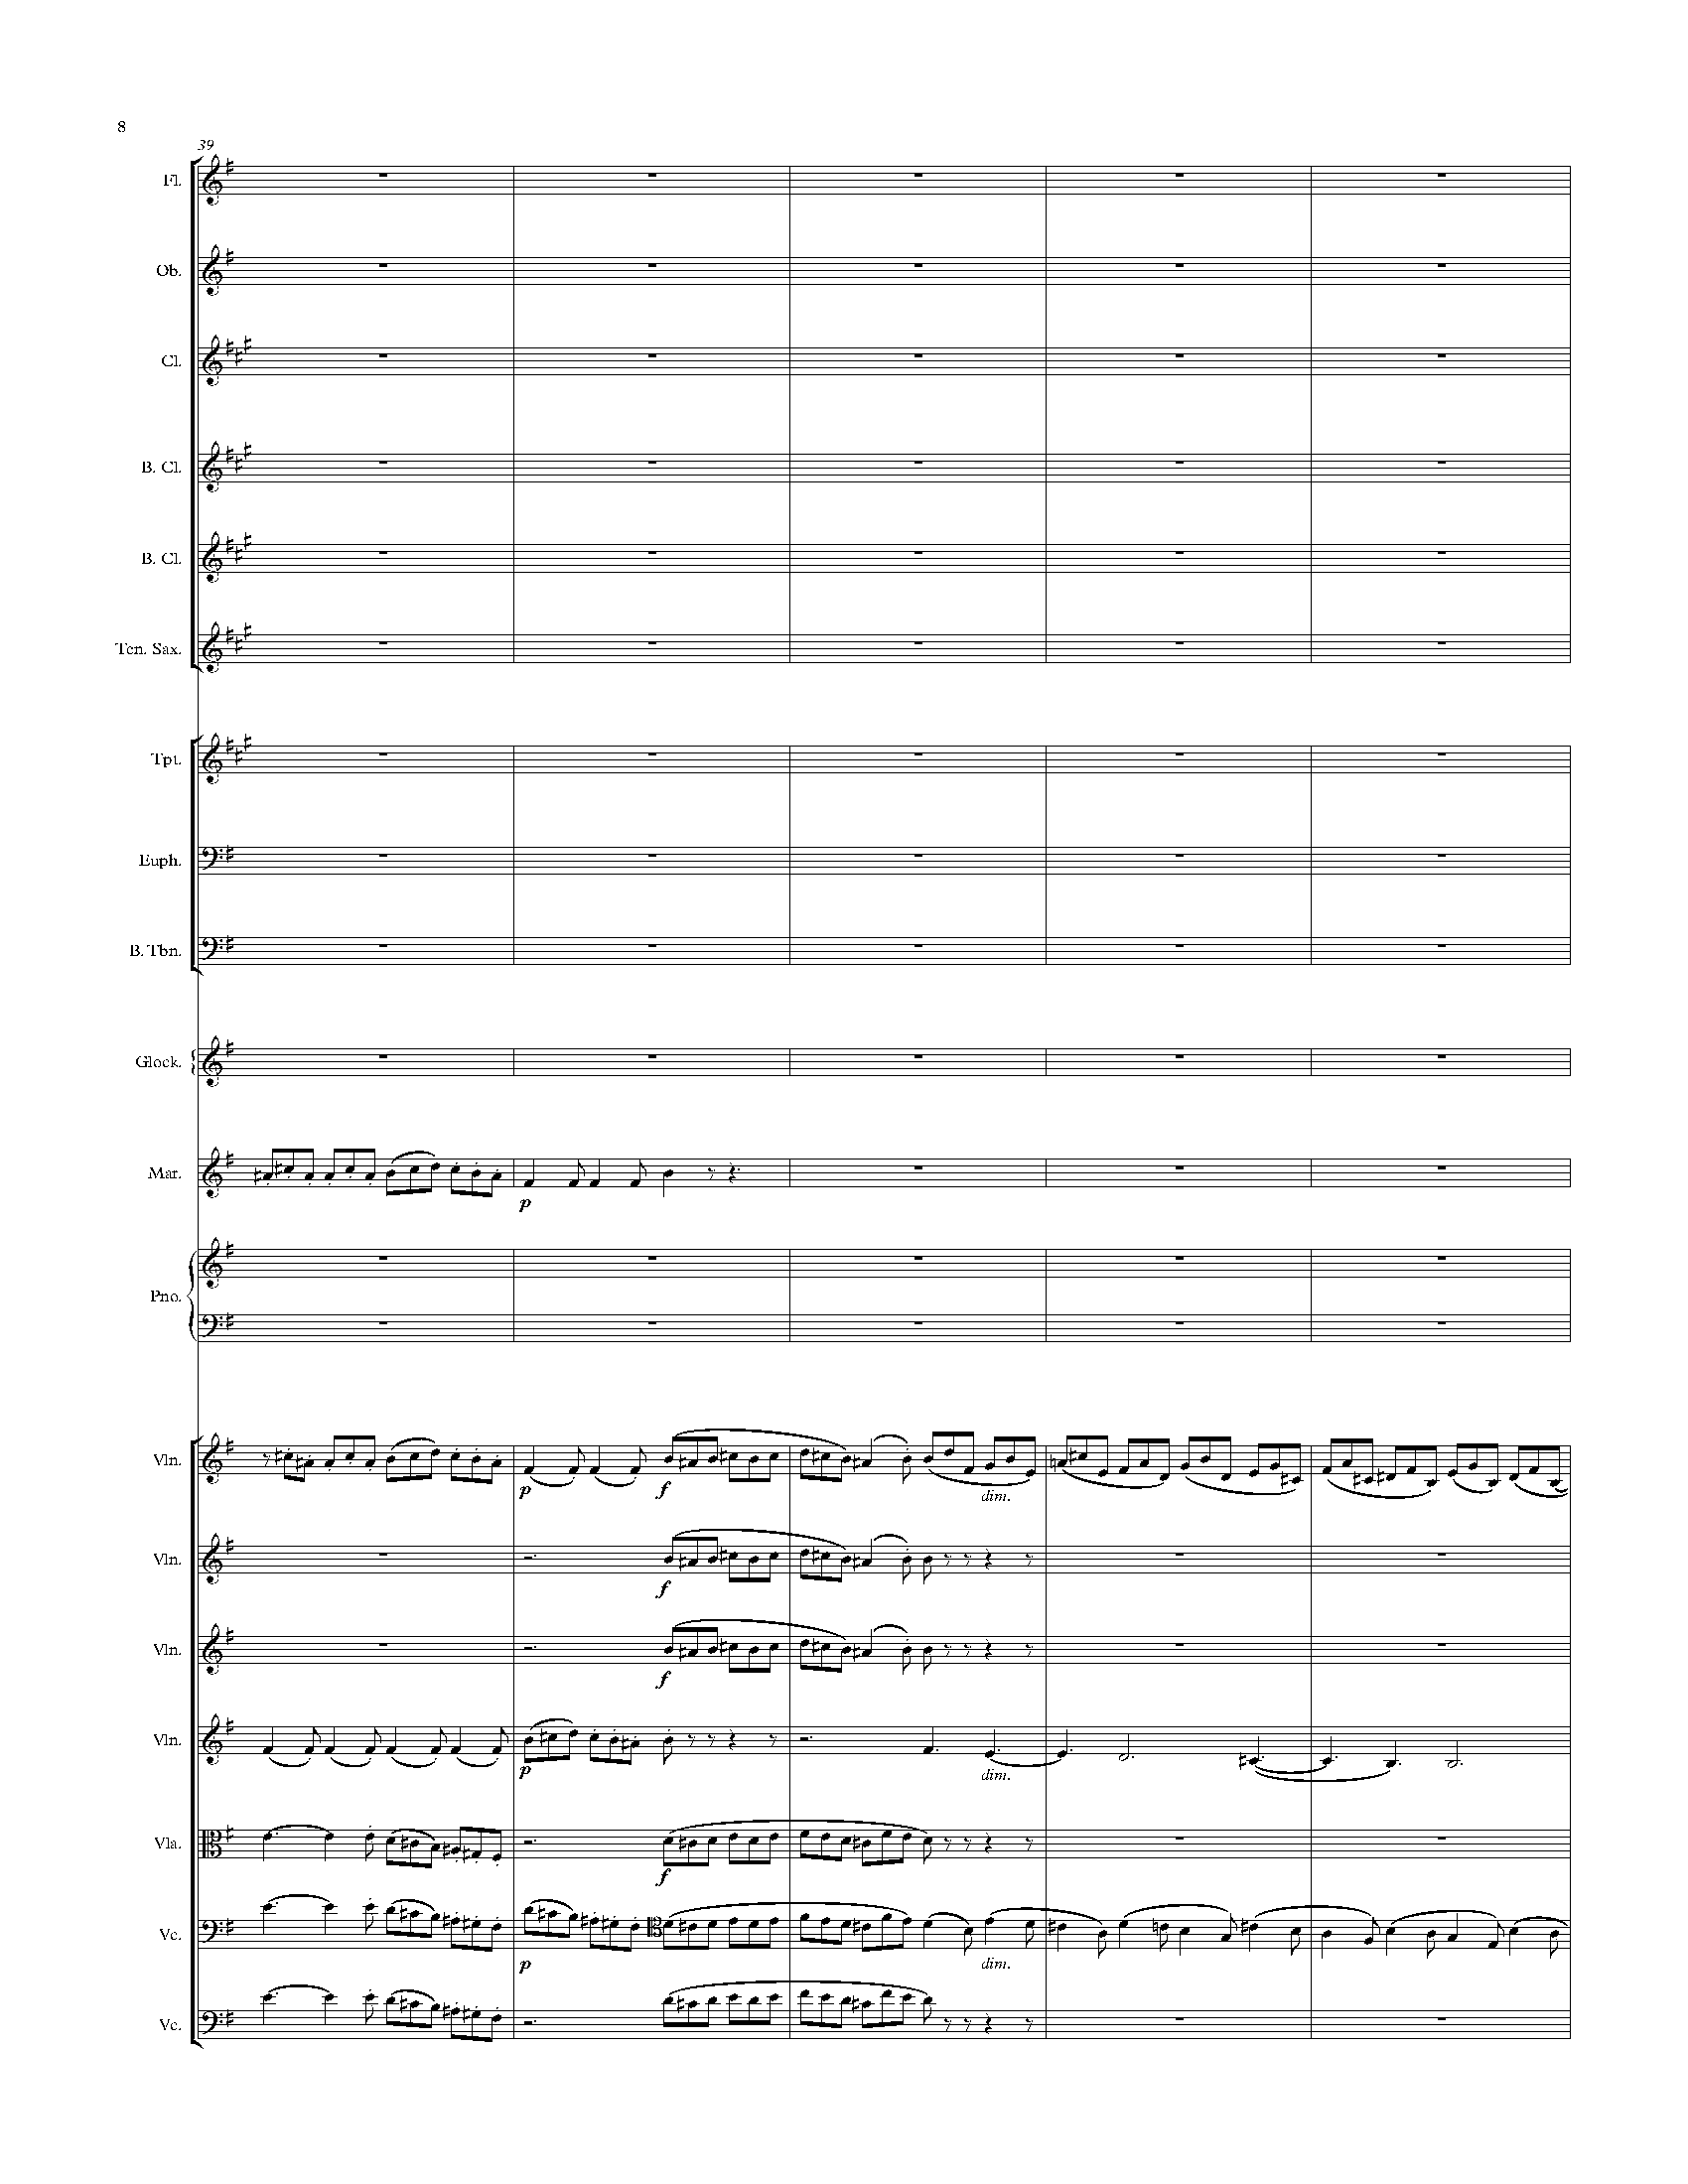 8
39
Fl.
Ob.
Cl.
B. Cl.
B. Cl.
Ten. Sax.
Tpt.
Euph.
B. Tbn.
Glock.
Mar.
p
Pno.
Vln.
p
f
dim.
Vln.
f
Vln.
f
Vln.
p
dim.
Vla.
f
Vc.
p
dim.
Vc.